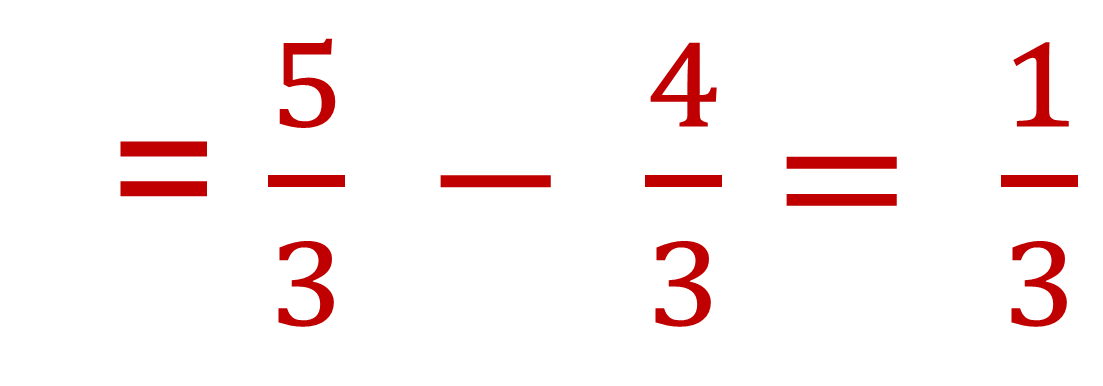 = 5/3 − 4/3 = 1/3